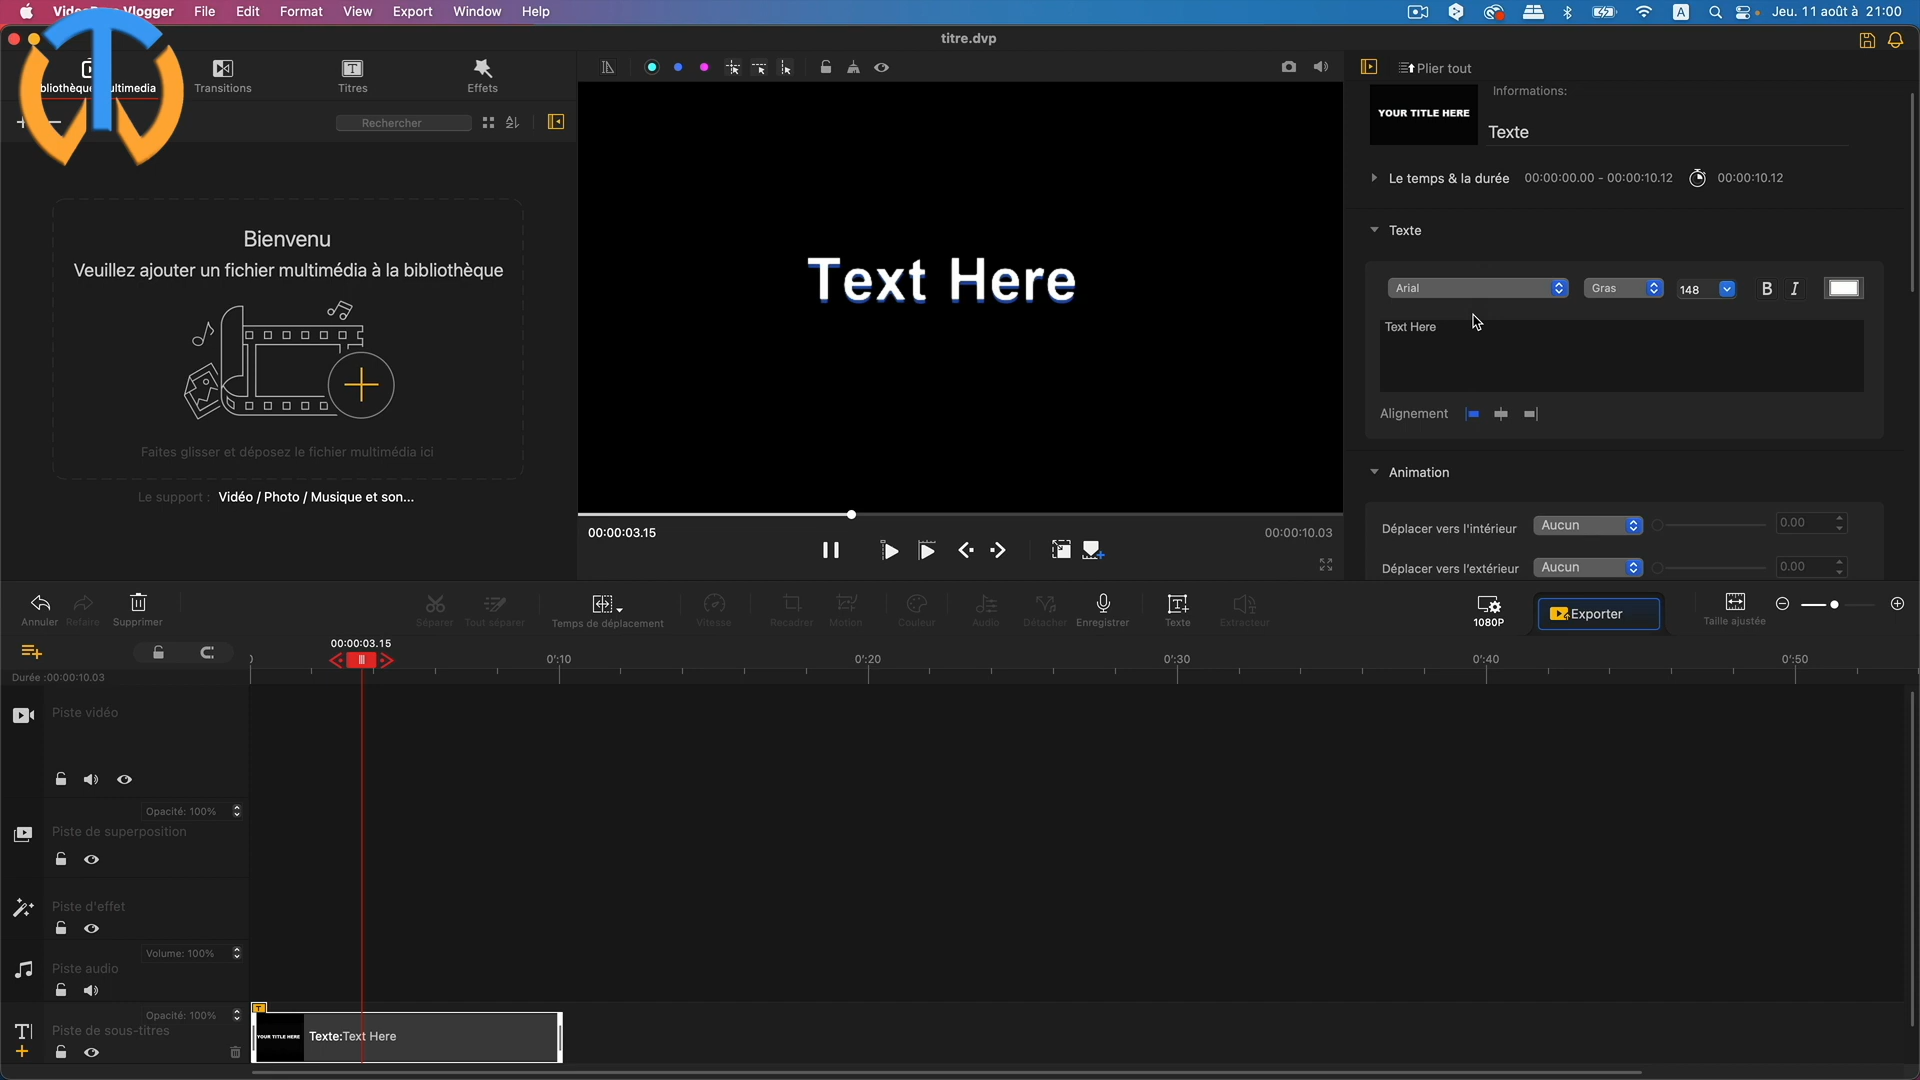 Vlogger File Edit Format View Export Window Help
A Jeu. 11 août à 21:00
titre.dvp
Transitions
Titres
Effets
Rechercher
Bienvenu
Veuillez ajouter un fichier multimédia à la bibliothèque
Faites glisser et déposez le fichier multimédia ici
Le support : Vidéo / Photo / Musique et son...
Text Here
00:00:03.15
00:00:10.03
Plier tout
YOUR TITLE HERE
Informations:
Texte
Le temps & la durée 00:00:00.00 - 00:00:10.12 00:00:10.12
Texte
Arial Gras 148 B I
Text Here
Alignement
Animation
Déplacer vers l'intérieur Aucun 0.00
Déplacer vers l'extérieur Aucun 0.00
Annuler Refaire Supprimer Séparer Tout séparer Temps de déplacement Vitesse Recadrer Motion Couleur Audio Détacher Enregistrer Texte Extracteur 1080P Exporter Taille ajustée
00:00:03.15
0':10 0':20 0':30 0':40 0':50
Durée :00:00:10.03
Piste vidéo
Opacité: 100%
Piste de superposition
Piste d'effet
Volume: 100%
Piste audio
Opacité: 100%
Piste de sous-titres
YOUR TITLE HERE
Texte:Text Here